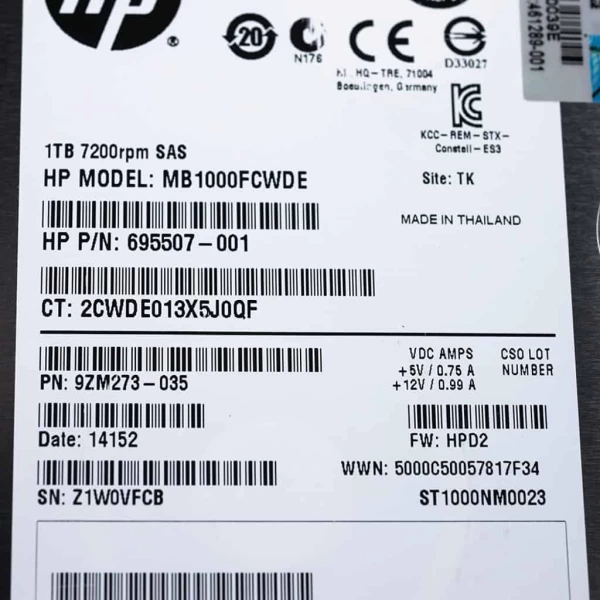 hp
®
20
N176
CE
D33027
HQ-TRE, 71004
1TB 7200rpm SAS
KCC-REM-STX-
Constell-ES3
HP MODEL: MB1000FCWDE
Site: TK
MADE IN THAILAND
HP P/N: 695507-001
CT: 2CWDE013X5J0QF
VDC AMPS
+5V / 0.75 A
+12V / 0.99 A
CSO LOT
NUMBER
PN: 9ZM273-035
Date: 14152
FW: HPD2
WWN: 5000C50057817F34
SN: Z1W0VFCB
ST1000NM0023
461289-001